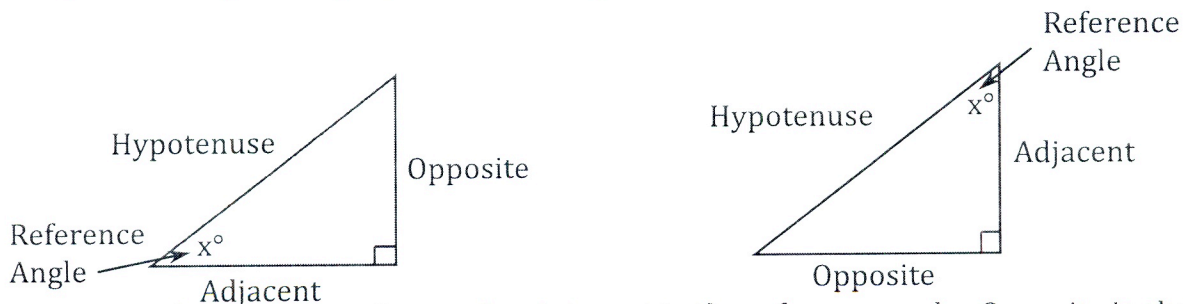 Hypotenuse
Opposite
Reference
Angle
x°
Adjacent
Reference
Angle
x°
Hypotenuse
Adjacent
Opposite